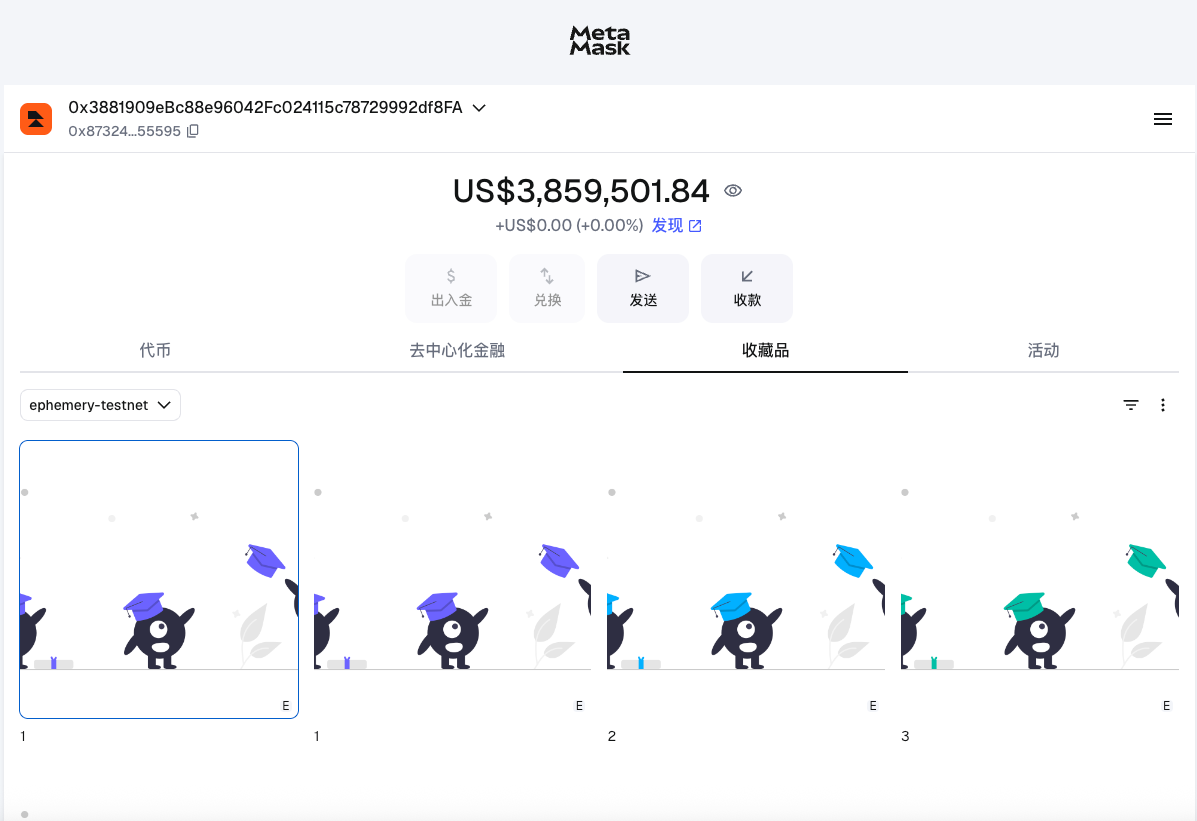 Meta
Mask
0x3881909eBc88e96042Fc024115c78729992df8FA
0x87324...55595
US$3,859,501.84
+US$0.00 (+0.00%) 发现
$
出入金
兑换
发送
收款
代币
去中心化金融
收藏品
活动
ephemery-testnet
E
E
E
E
1
1
2
3